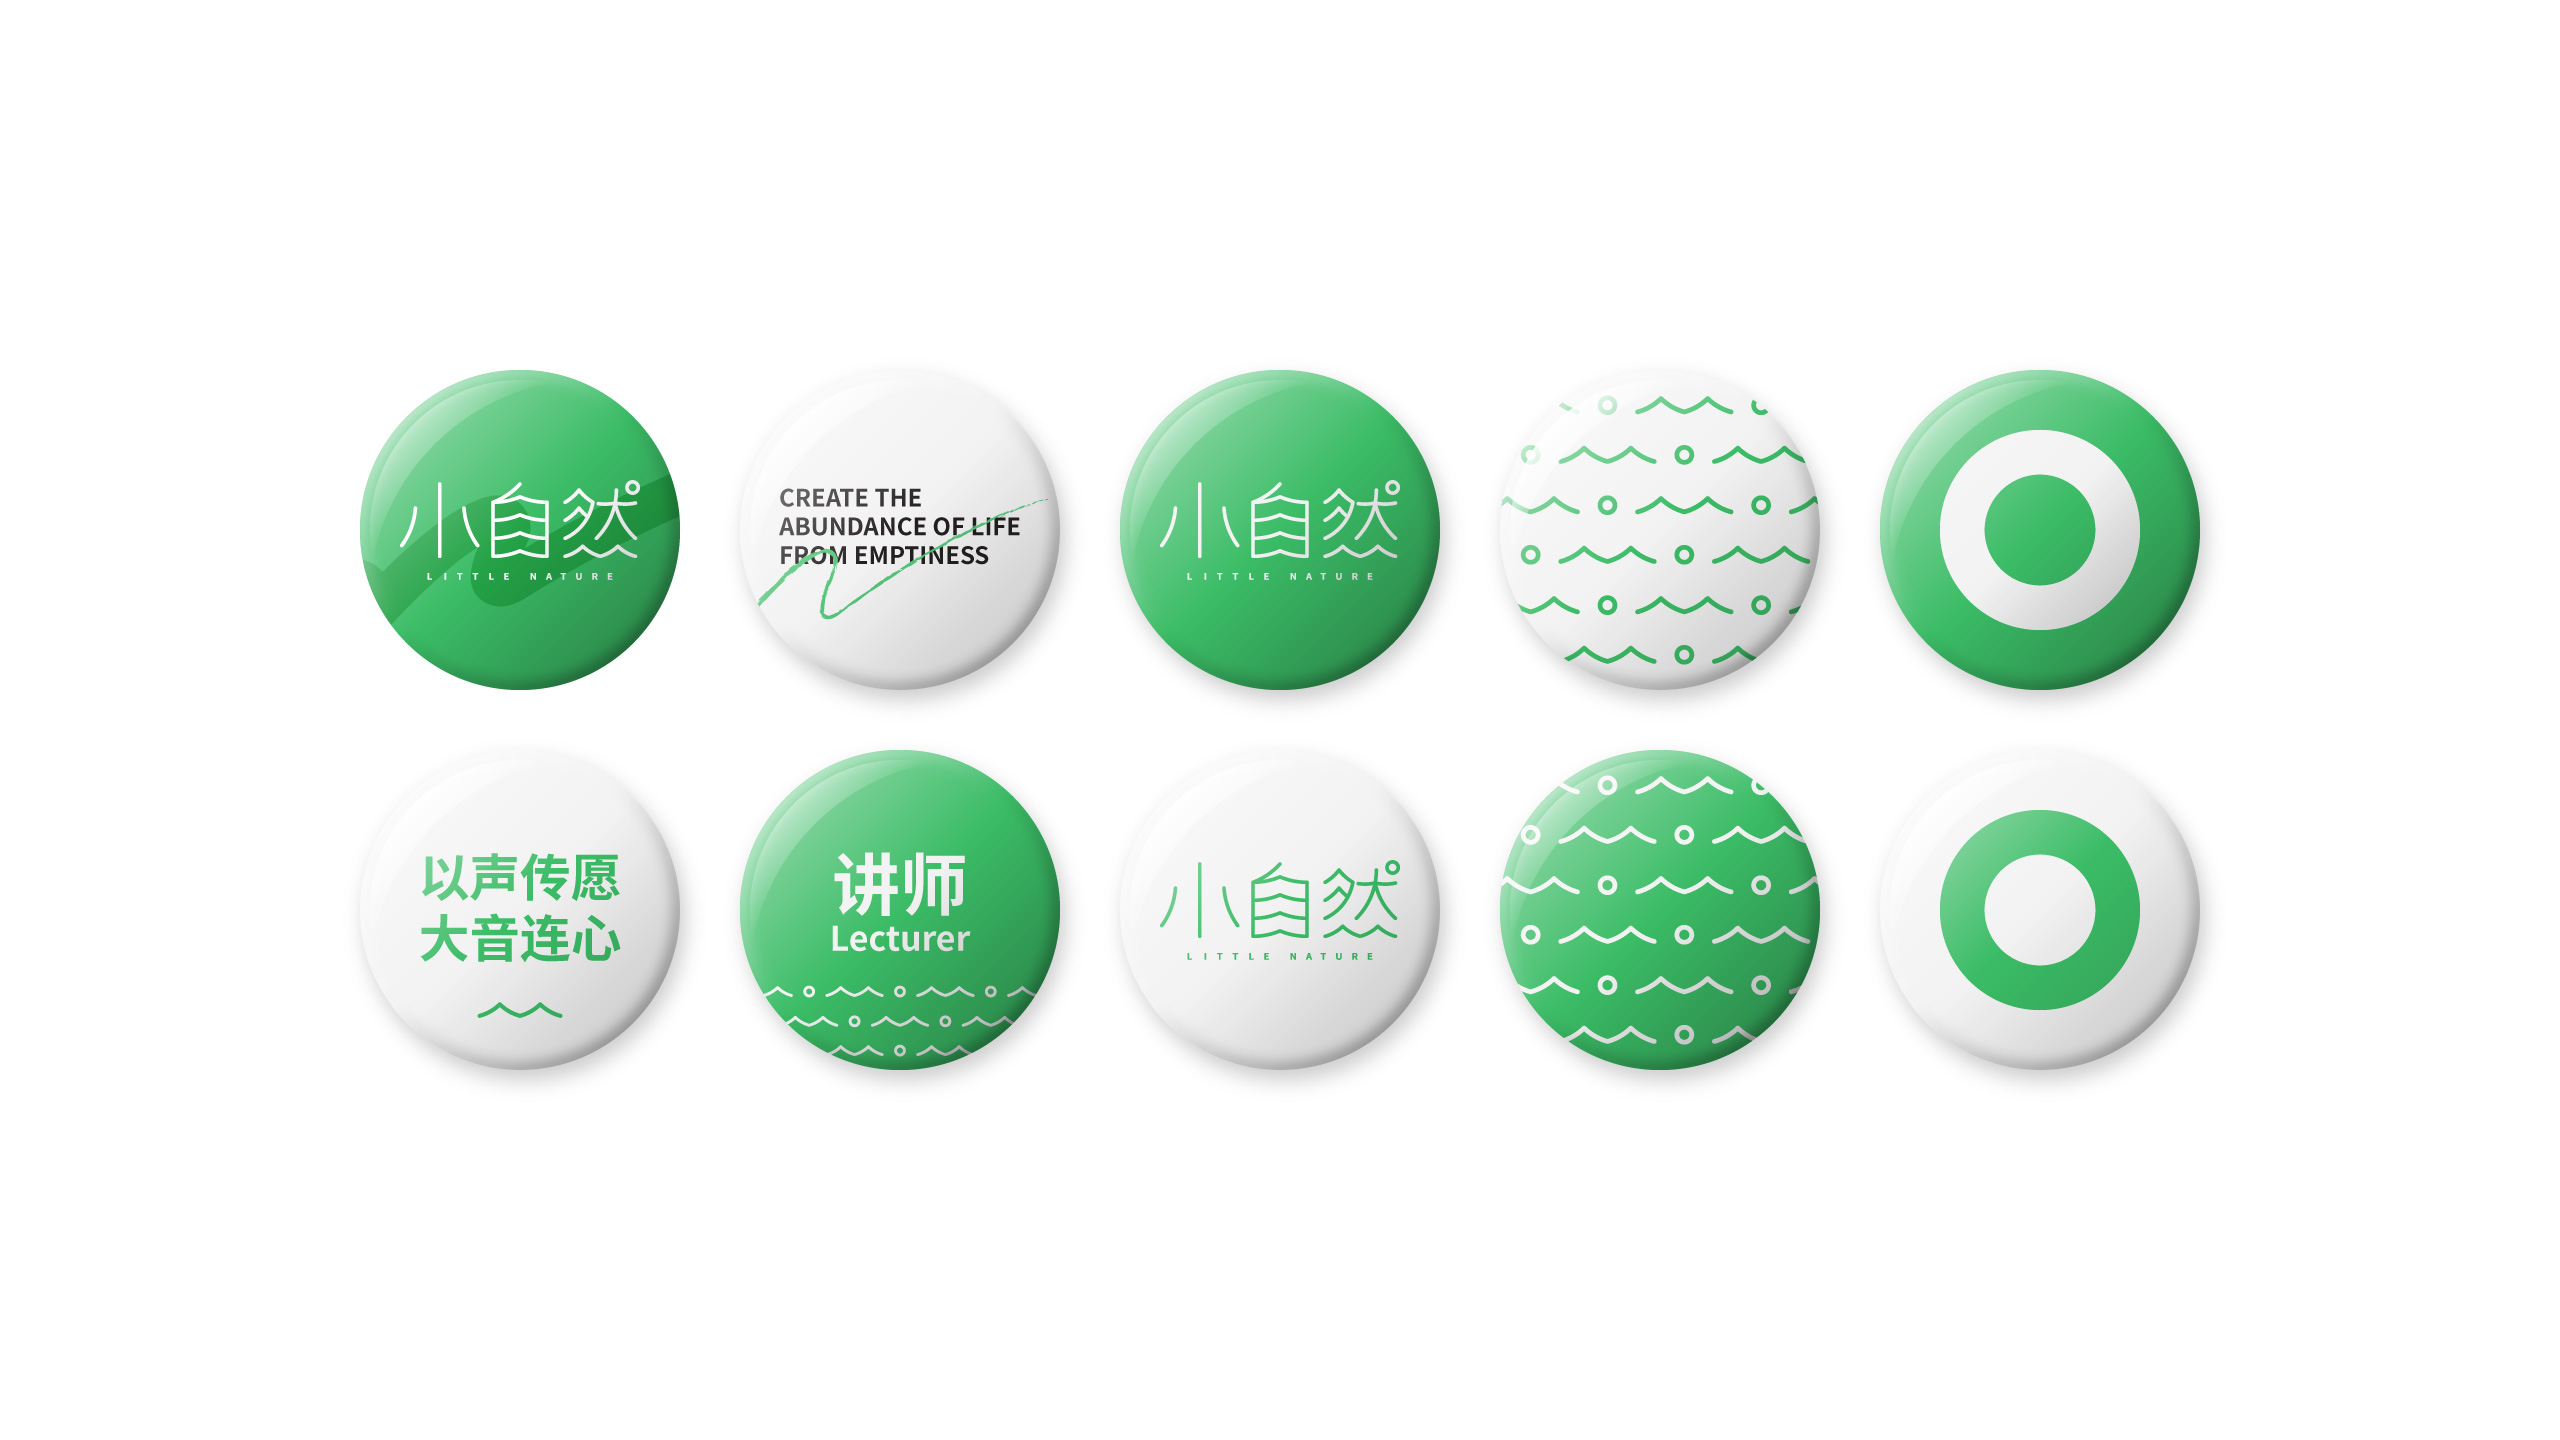 小自然
LITTLE NATURE
CREATE THE
ABUNDANCE OF LIFE
FROM EMPTINESS
小自然
LITTLE NATURE
以声传愿
大音连心
讲师
Lecturer
小自然
LITTLE NATURE